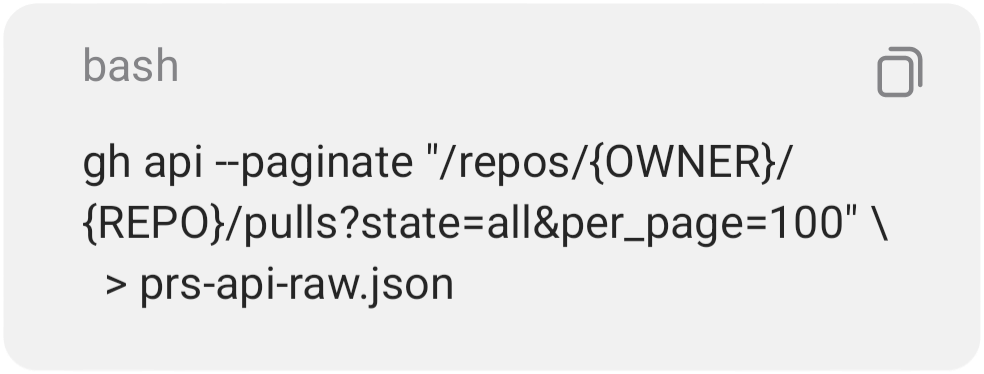 bash
gh api --paginate "/repos/{OWNER}/
{REPO}/pulls?state=all&per_page=100" \
  > prs-api-raw.json